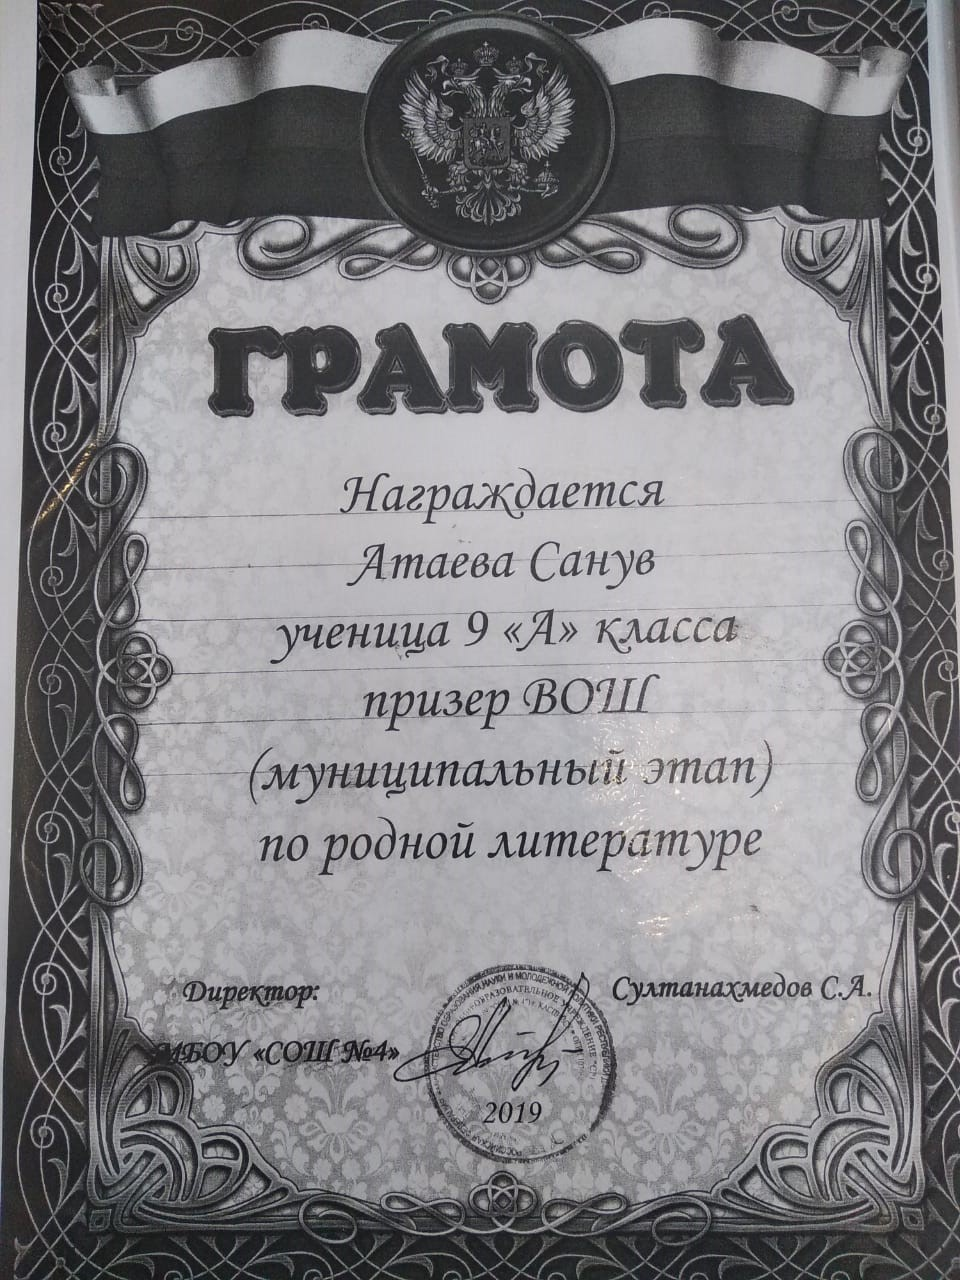 ГРАМОТА
Награждается
Атаева Санув
ученица 9 «А» класса
призер ВОШ
(муниципальный этап)
по родной литературе
Директор:
Султанахмедов С.А.
МБОУ «СОШ №4»
2019